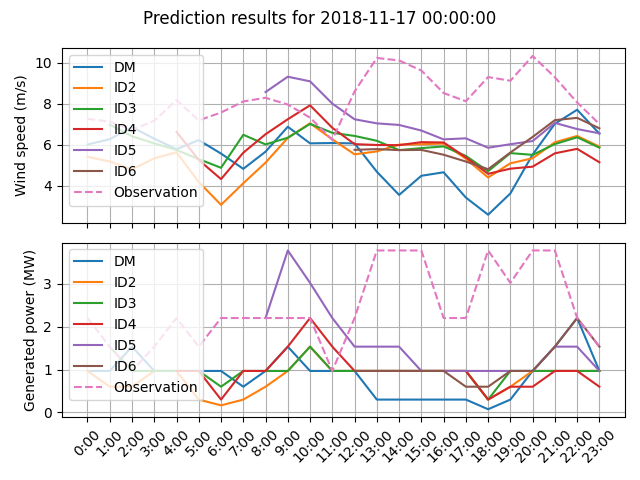 Prediction results for 2018-11-17 00:00:00
Wind speed (m/s)
10
8
6
4
DM
ID2
ID3
ID4
ID5
ID6
Observation
Generated power (MW)
3
2
1
0
DM
ID2
ID3
ID4
ID5
ID6
Observation
0:00 1:00 2:00 3:00 4:00 5:00 6:00 7:00 8:00 9:00 10:00 11:00 12:00 13:00 14:00 15:00 16:00 17:00 18:00 19:00 20:00 21:00 22:00 23:00